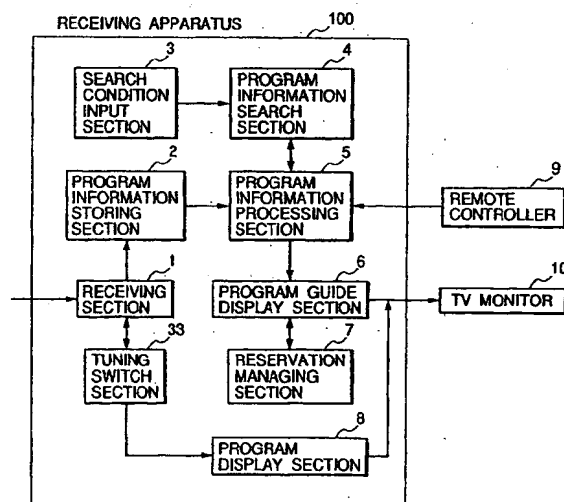 RECEIVING APPARATUS
100
3
SEARCH
CONDITION
INPUT
SECTION
4
PROGRAM
INFORMATION
SEARCH
SECTION
2
PROGRAM
INFORMATION
STORING
SECTION
5
PROGRAM
INFORMATION
PROCESSING
SECTION
9
REMOTE
CONTROLLER
1
RECEIVING
SECTION
6
PROGRAM GUIDE
DISPLAY SECTION
10
TV MONITOR
33
TUNING
SWITCH
SECTION
7
RESERVATION
MANAGING
SECTION
8
PROGRAM
DISPLAY SECTION